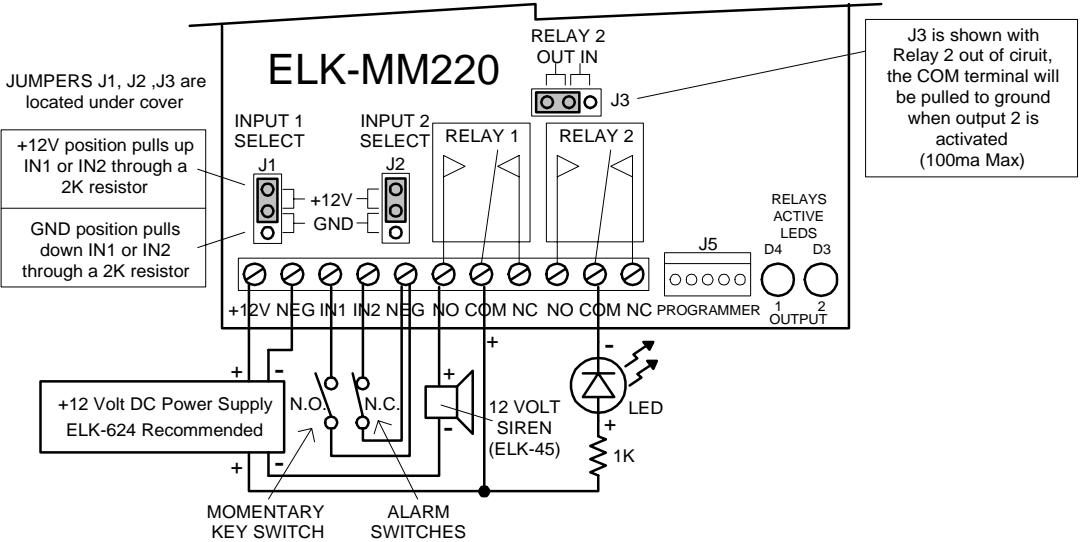 ELK-MM220
JUMPERS J1, J2 ,J3 are
located under cover
+12V position pulls up
IN1 or IN2 through a
2K resistor
GND position pulls
down IN1 or IN2
through a 2K resistor
INPUT 1
SELECT
J1
INPUT 2
SELECT
J2
+12V
GND
RELAY 2
OUT IN
J3
J3 is shown with
Relay 2 out of ciruit,
the COM terminal will
be pulled to ground
when output 2 is
activated
(100ma Max)
RELAY 1
RELAY 2
RELAYS
ACTIVE
LEDS
D4 D3
J5
PROGRAMMER
1 2
OUTPUT
+12V NEG IN1 IN2 NEG NO COM NC NO COM NC
+ -
+12 Volt DC Power Supply
ELK-624 Recommended
+ -
N.O.
N.C.
+
-
12 VOLT
SIREN
(ELK-45)
+
-
LED
+
1K
MOMENTARY
KEY SWITCH
ALARM
SWITCHES